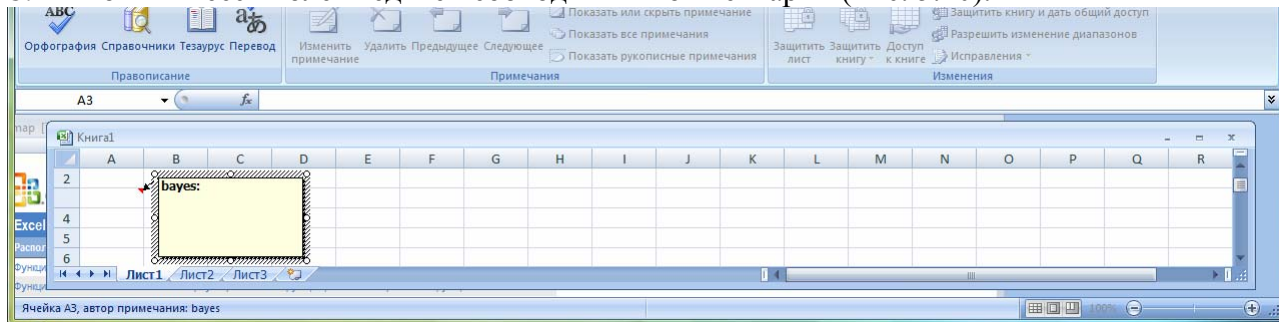 ABC
Показать или скрыть примечание
Защитить книгу и дать общий доступ
Показать все примечания
Разрешить изменение диапазонов
Орфография Справочники Тезаурус Перевод
Изменить примечание
Удалить Предыдущее Следующее
Показать рукописные примечания
Защитить лист
Защитить книгу
Доступ к книге
Исправления
Правописание
Примечания
Изменения
A3
fx
Книга1
A B C D E F G H I J K L M N O P Q R
2
bayes:
4
5
6
Excel
Лист1 Лист2 Лист3
Ячейка A3, автор примечания: bayes
100%